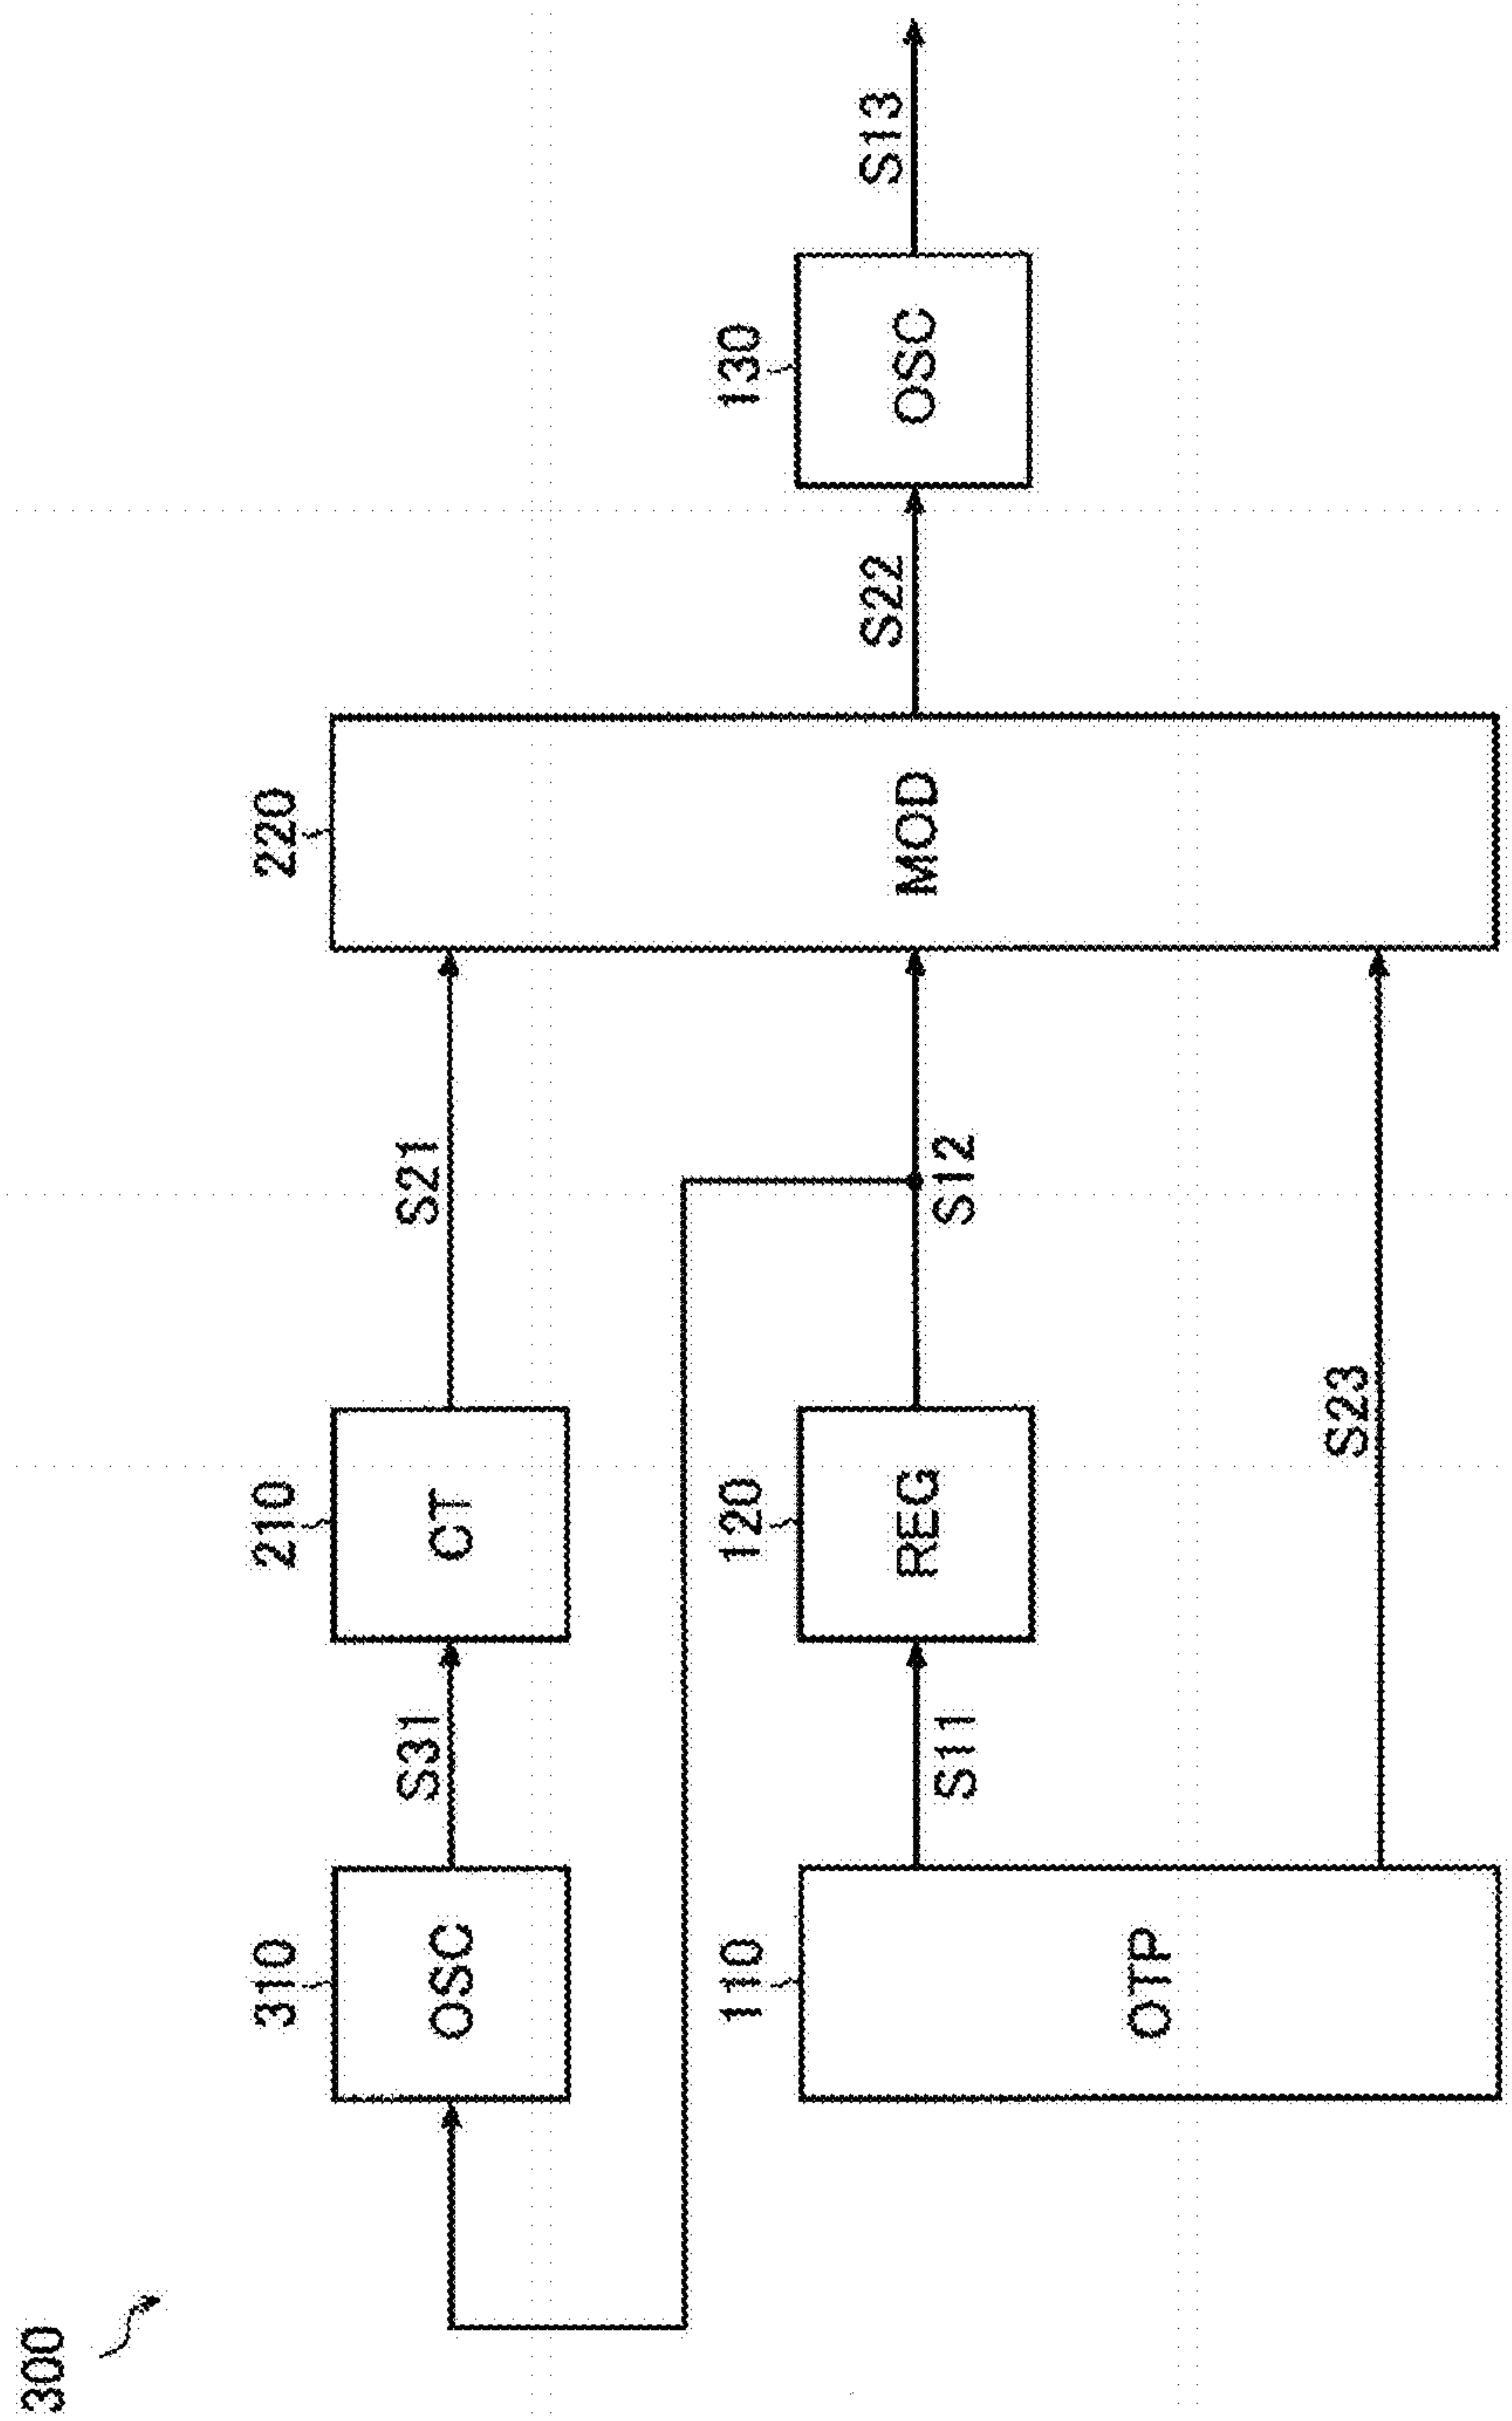 300
310
OSC
S31
210
CT
S21
220
MOD
S22
130
OSC
S13
110
OTP
S11
120
REG
S12
S23